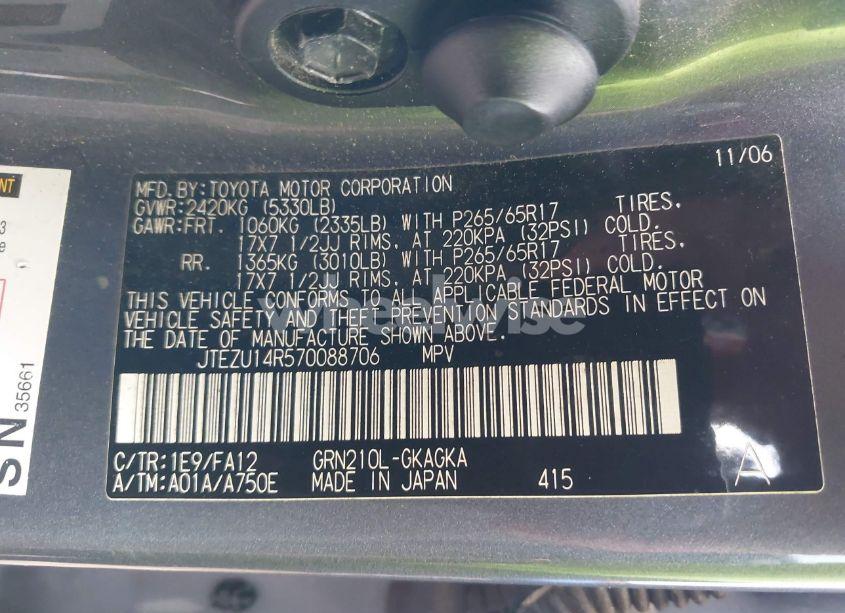 11/06
MFD. BY: TOYOTA MOTOR CORPORATION
GVWR: 2420KG (5330LB)
GAWR: FRT. 1060KG (2335LB) WITH P265/65R17 TIRES,
17X7 1/2JJ RIMS, AT 220KPA (32PSI) COLD.
RR. 1365KG (3010LB) WITH P265/65R17 TIRES,
17X7 1/2JJ RIMS, AT 220KPA (32PSI) COLD.
THIS VEHICLE CONFORMS TO ALL APPLICABLE FEDERAL MOTOR
VEHICLE SAFETY AND THEFT PREVENTION STANDARDS IN EFFECT ON
THE DATE OF MANUFACTURE SHOWN ABOVE.
JTEZU14R570088706 MPV
C/TR: 1E9/FA12 GRN210L-GKAGKA
A/TM: A01A/A750E MADE IN JAPAN 415 A
NT
3
e
SN
35661
wheelwise